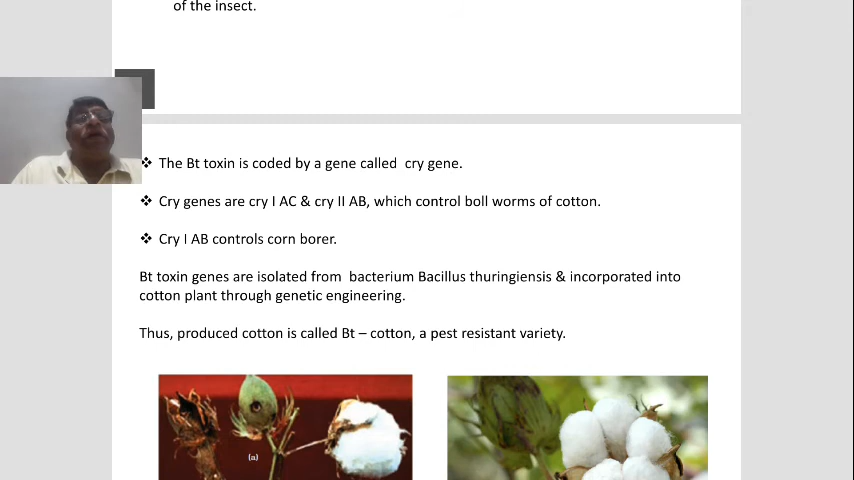 of the insect.
❖ The Bt toxin is coded by a gene called  cry gene.
❖ Cry genes are cry I AC & cry II AB, which control boll worms of cotton.
❖ Cry I AB controls corn borer.
Bt toxin genes are isolated from  bacterium Bacillus thuringiensis & incorporated into
cotton plant through genetic engineering.
Thus, produced cotton is called Bt – cotton, a pest resistant variety.
(a)